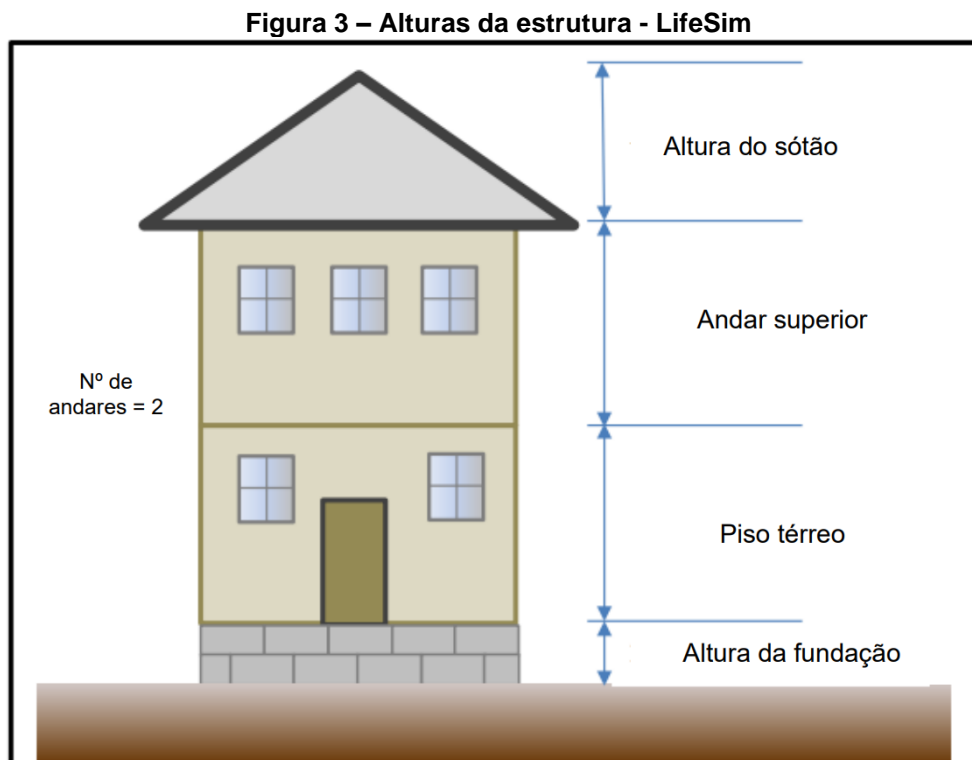 Figura 3 – Alturas da estrutura - LifeSim
Altura do sótão
Andar superior
Nº de
andares = 2
Piso térreo
Altura da fundação